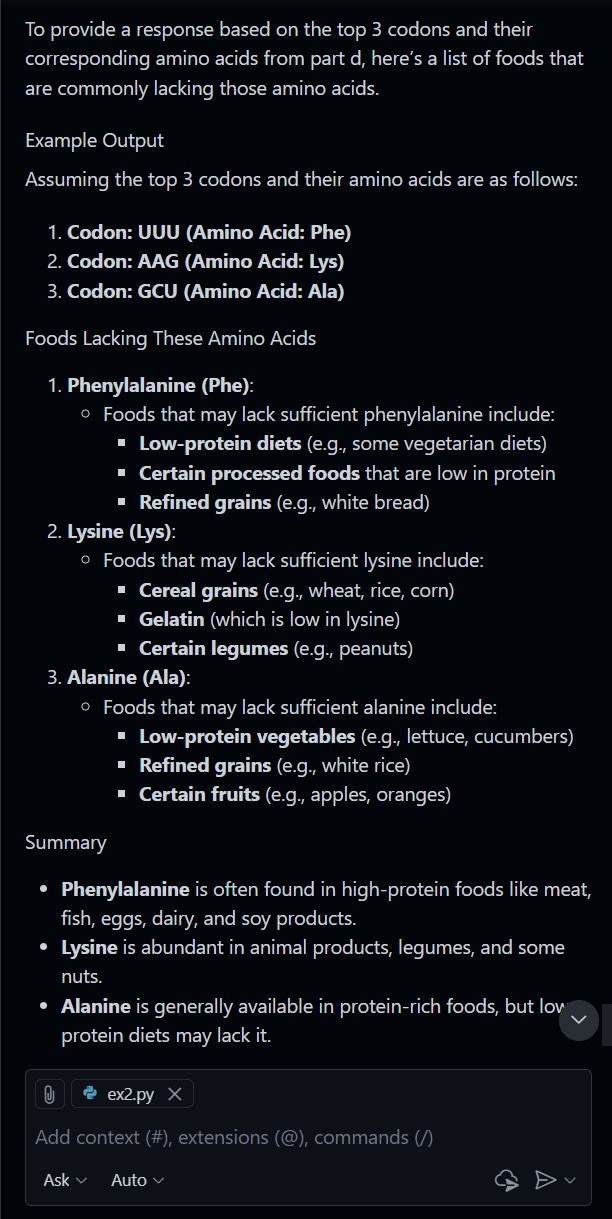 To provide a response based on the top 3 codons and their
corresponding amino acids from part d, here's a list of foods that
are commonly lacking those amino acids.
Example Output
Assuming the top 3 codons and their amino acids are as follows:
1. Codon: UUU (Amino Acid: Phe)
2. Codon: AAG (Amino Acid: Lys)
3. Codon: GCU (Amino Acid: Ala)
Foods Lacking These Amino Acids
1. Phenylalanine (Phe):
Foods that may lack sufficient phenylalanine include:
Low-protein diets (e.g., some vegetarian diets)
Certain processed foods that are low in protein
Refined grains (e.g., white bread)
2. Lysine (Lys):
Foods that may lack sufficient lysine include:
Cereal grains (e.g., wheat, rice, corn)
Gelatin (which is low in lysine)
Certain legumes (e.g., peanuts)
3. Alanine (Ala):
Foods that may lack sufficient alanine include:
Low-protein vegetables (e.g., lettuce, cucumbers)
Refined grains (e.g., white rice)
Certain fruits (e.g., apples, oranges)
Summary
Phenylalanine is often found in high-protein foods like meat,
fish, eggs, dairy, and soy products.
Lysine is abundant in animal products, legumes, and some
nuts.
Alanine is generally available in protein-rich foods, but low
protein diets may lack it.
ex2.py
Add context (#), extensions (@), commands (/)
Ask Auto